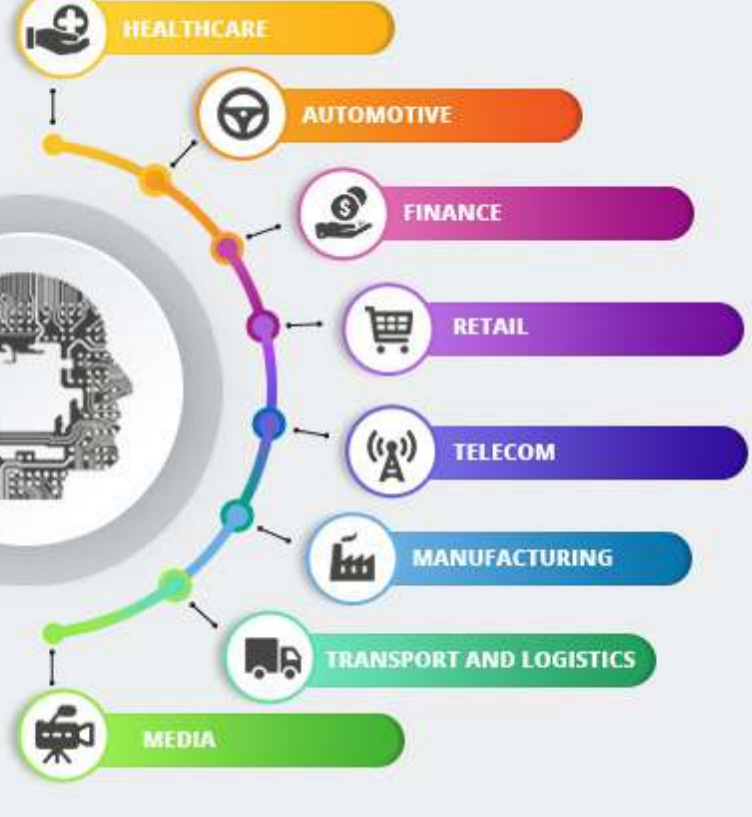 HEALTHCARE
AUTOMOTIVE
FINANCE
RETAIL
TELECOM
MANUFACTURING
TRANSPORT AND LOGISTICS
MEDIA